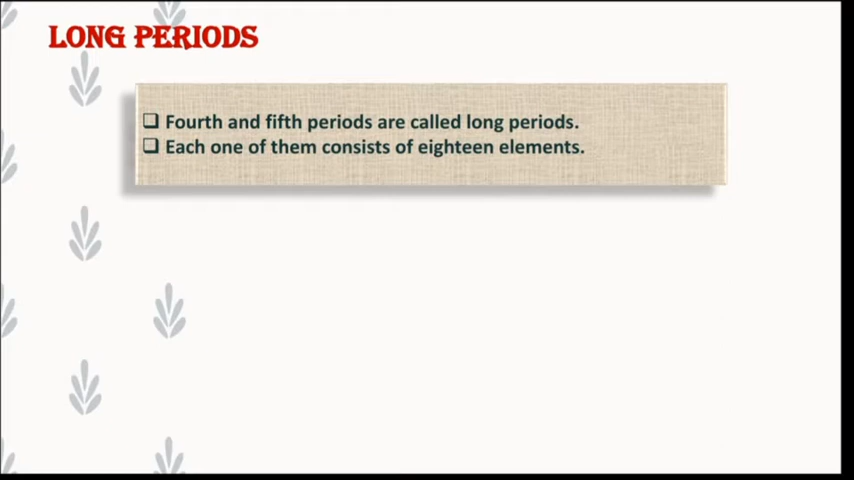 LONG PERIODS
❑ Fourth and fifth periods are called long periods.
❑ Each one of them consists of eighteen elements.